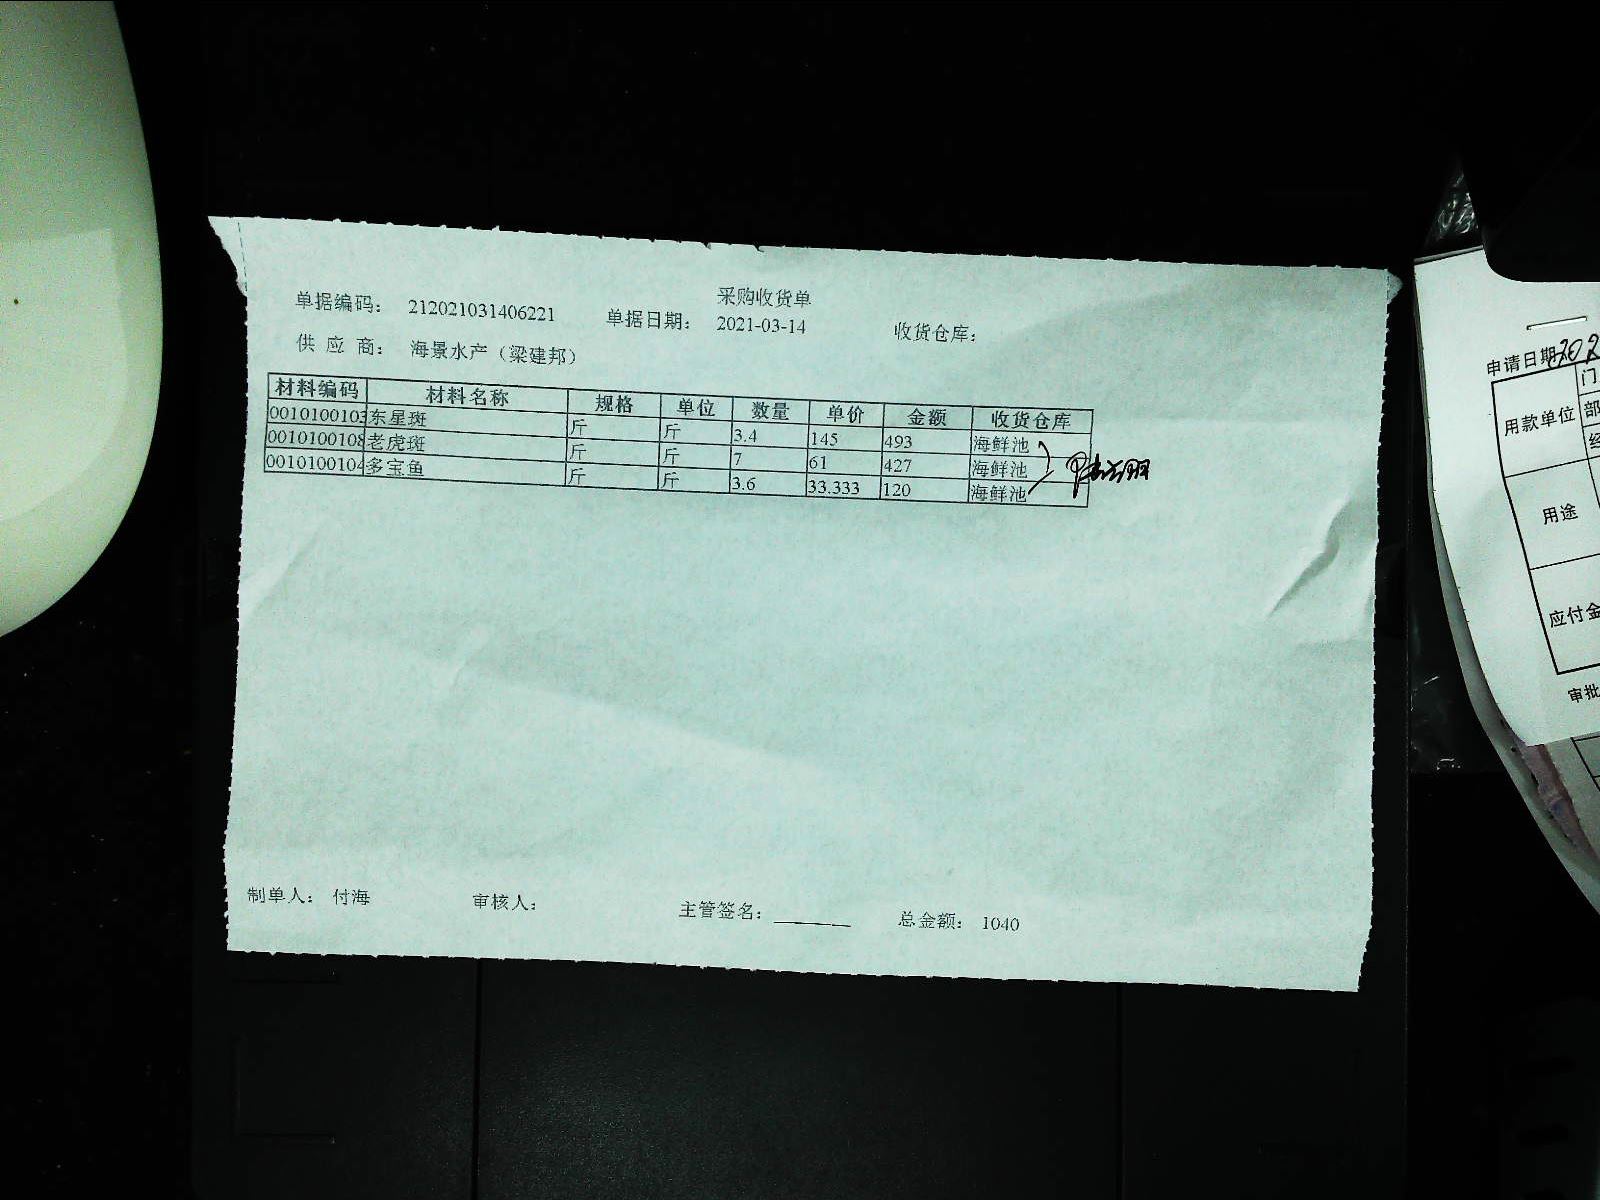 采购收货单
单据编码： 212021031406221 单据日期： 2021-03-14 收货仓库：
供 应 商： 海景水产（梁建邦）
材料编码 材料名称 规格 单位 数量 单价 金额 收货仓库
0010100103 东星斑 斤 斤 3.4 145 493 海鲜池
0010100108 老虎斑 斤 斤 7 61 427 海鲜池
0010100104 多宝鱼 斤 斤 3.6 33.333 120 海鲜池
制单人： 付海 审核人： 主管签名： 总金额： 1040
申请日期 202
用款单位
门
部
经
用途
应付金
审批